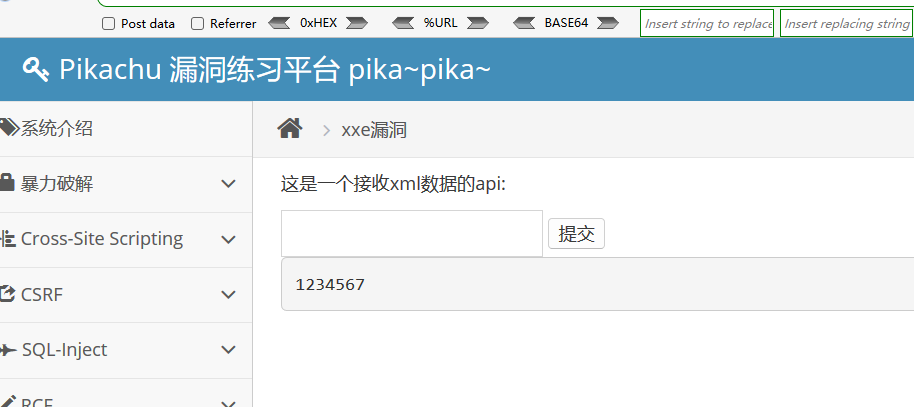 Post data Referrer 0xHEX %URL BASE64 Insert string to replace Insert replacing string
Pikachu 漏洞练习平台 pika~pika~
系统介绍
xxe漏洞
暴力破解
这是一个接收xml数据的api:
提交
Cross-Site Scripting
1234567
CSRF
SQL-Inject
RCE